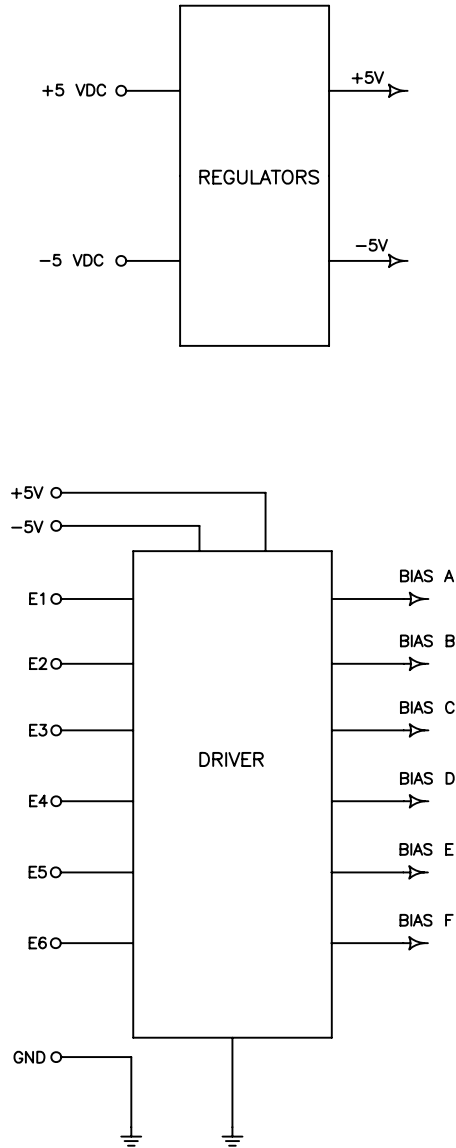 +5 VDC
+5V
REGULATORS
-5 VDC
-5V
+5V
-5V
E1
BIAS A
E2
BIAS B
E3
BIAS C
DRIVER
E4
BIAS D
E5
BIAS E
E6
BIAS F
GND